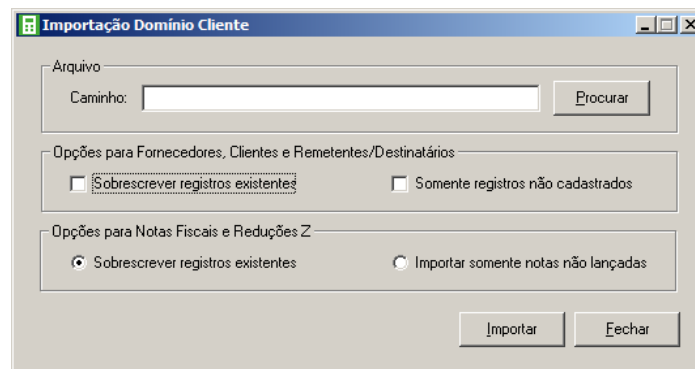 Importação Domínio Cliente
Arquivo
Caminho:
Procurar
Opções para Fornecedores, Clientes e Remetentes/Destinatários
Sobrescrever registros existentes
Somente registros não cadastrados
Opções para Notas Fiscais e Reduções Z
Sobrescrever registros existentes
Importar somente notas não lançadas
Importar
Fechar